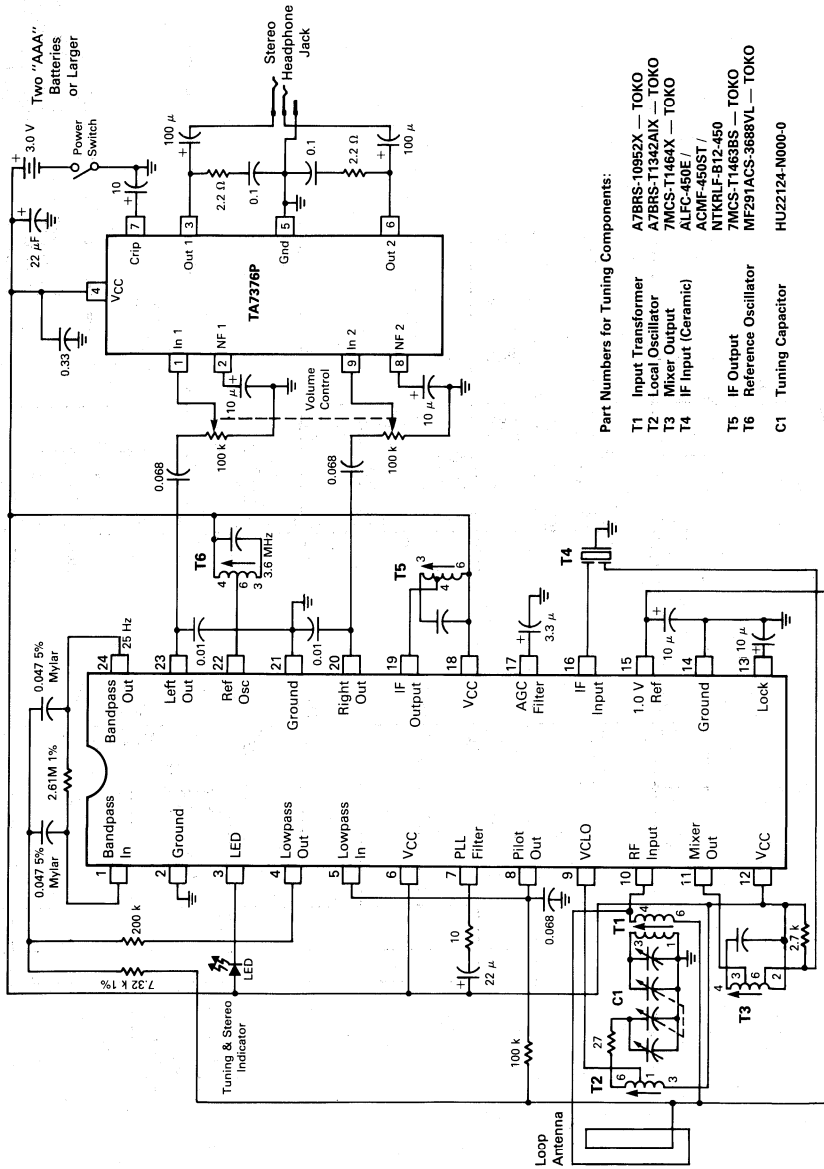 Two "AAA"
Batteries
or Larger
3.0 V
Power
Switch
22 µF
10
0.33
4
VCC
7
Crip
TA7376P
3
Out 1
5
Gnd
6
Out 2
1
In 1
2
NF 1
9
In 2
8
NF 2
100 µ
2.2 Ω
0.1
0.1
2.2 Ω
100 µ
Stereo
Headphone
Jack
10 µ
Volume
Control
10 µ
100 k
100 k
0.068
0.068
T6
4
6
3
3.6 MHz
T5
3
4
6
T4
0.01
0.01
3.3 µ
10 µ
10 µ
0.047 5%
Mylar
2.61M 1%
0.047 5%
Mylar
25 Hz
24
Bandpass
Out
23
Left
Out
22
Ref
Osc
21
Ground
20
Right
Out
19
IF
Output
18
VCC
17
AGC
Filter
16
IF
Input
15
1.0 V
Ref
14
Ground
13
Lock
1
Bandpass
In
2
Ground
3
LED
4
Lowpass
Out
5
Lowpass
In
6
VCC
7
PLL
Filter
8
Pilot
Out
9
VCLO
10
RF
Input
11
Mixer
Out
12
VCC
200 k
7.32 k 1%
LED
Tuning & Stereo
Indicator
10
22 µ
100 k
0.068
T1
4
6
3
1
C1
27
T2
6
1
3
T3
4
3
6
2
2.7 k
Loop
Antenna
Part Numbers for Tuning Components:
T1 Input Transformer A7BRS-10952X — TOKO
T2 Local Oscillator A7BRS-T1342AIX — TOKO
T3 Mixer Output 7MCS-T1464X — TOKO
T4 IF Input (Ceramic) ALFC-450E /
ACMF-450ST /
NTKRLF-B12-450
T5 IF Output 7MCS-T1463BS — TOKO
T6 Reference Oscillator MF291ACS-3688VL — TOKO
C1 Tuning Capacitor HU22124-N000-0